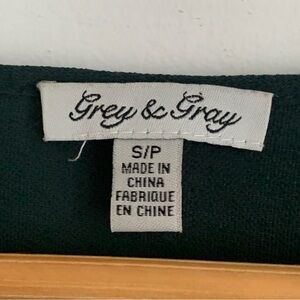 Grey & Gray
S/P
MADE IN
CHINA
FABRIQUE
EN CHINE